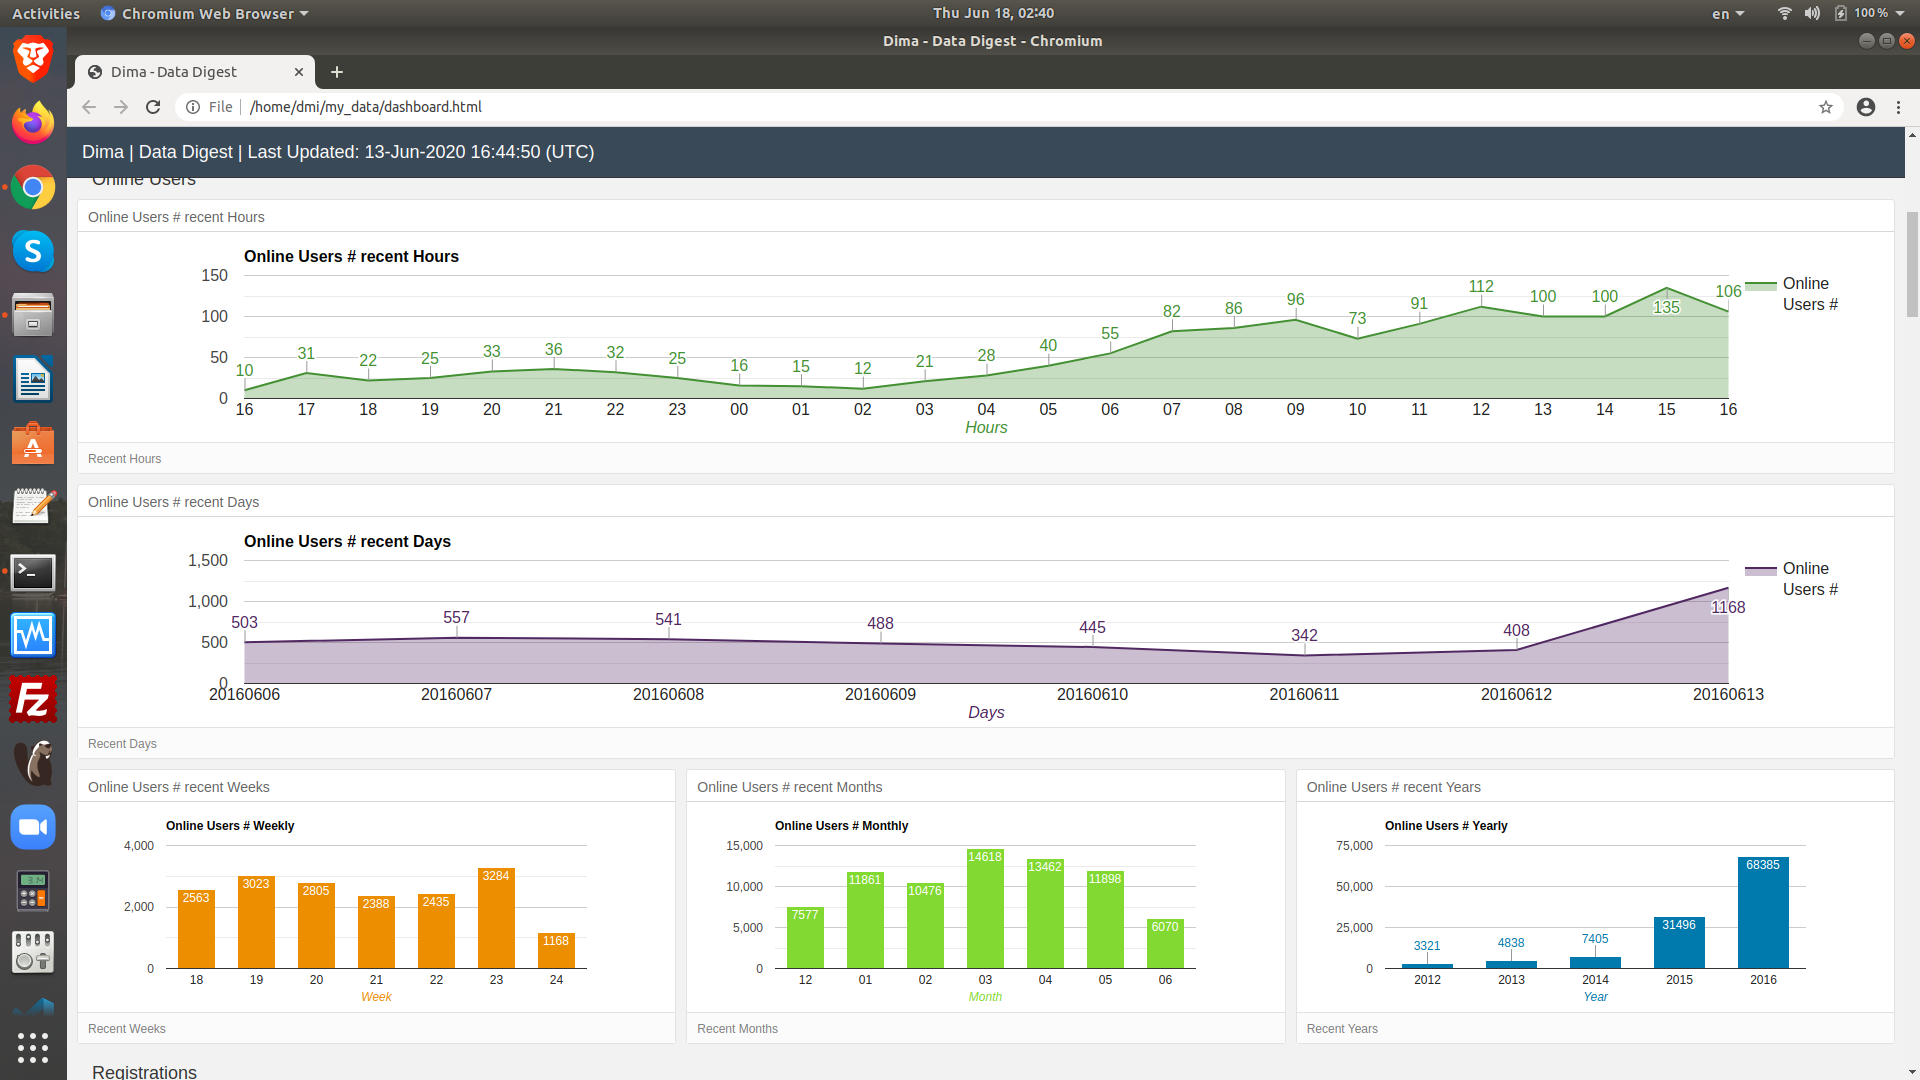 Activities Chromium Web Browser Thu Jun 18, 02:40 en 100 %
Dima - Data Digest - Chromium
Dima - Data Digest
File /home/dmi/my_data/dashboard.html
Dima | Data Digest | Last Updated: 13-Jun-2020 16:44:50 (UTC)
Online Users
Online Users # recent Hours
Online Users # recent Hours
150
100
50
0
10 31 22 25 33 36 32 25 16 15 12 21 28 40 55 82 86 96 73 91 112 100 100 135 106
Online
Users #
16 17 18 19 20 21 22 23 00 01 02 03 04 05 06 07 08 09 10 11 12 13 14 15 16
Hours
Recent Hours
Online Users # recent Days
Online Users # recent Days
1,500
1,000
500
0
503 557 541 488 445 342 408 1168
Online
Users #
20160606 20160607 20160608 20160609 20160610 20160611 20160612 20160613
Days
Recent Days
Online Users # recent Weeks
Online Users # Weekly
4,000
2,000
0
2563 3023 2805 2388 2435 3284 1168
18 19 20 21 22 23 24
Week
Recent Weeks
Online Users # recent Months
Online Users # Monthly
15,000
10,000
5,000
0
7577 11861 10476 14618 13462 11898 6070
12 01 02 03 04 05 06
Month
Recent Months
Online Users # recent Years
Online Users # Yearly
75,000
50,000
25,000
0
3321 4838 7405 31496 68385
2012 2013 2014 2015 2016
Year
Recent Years
Registrations